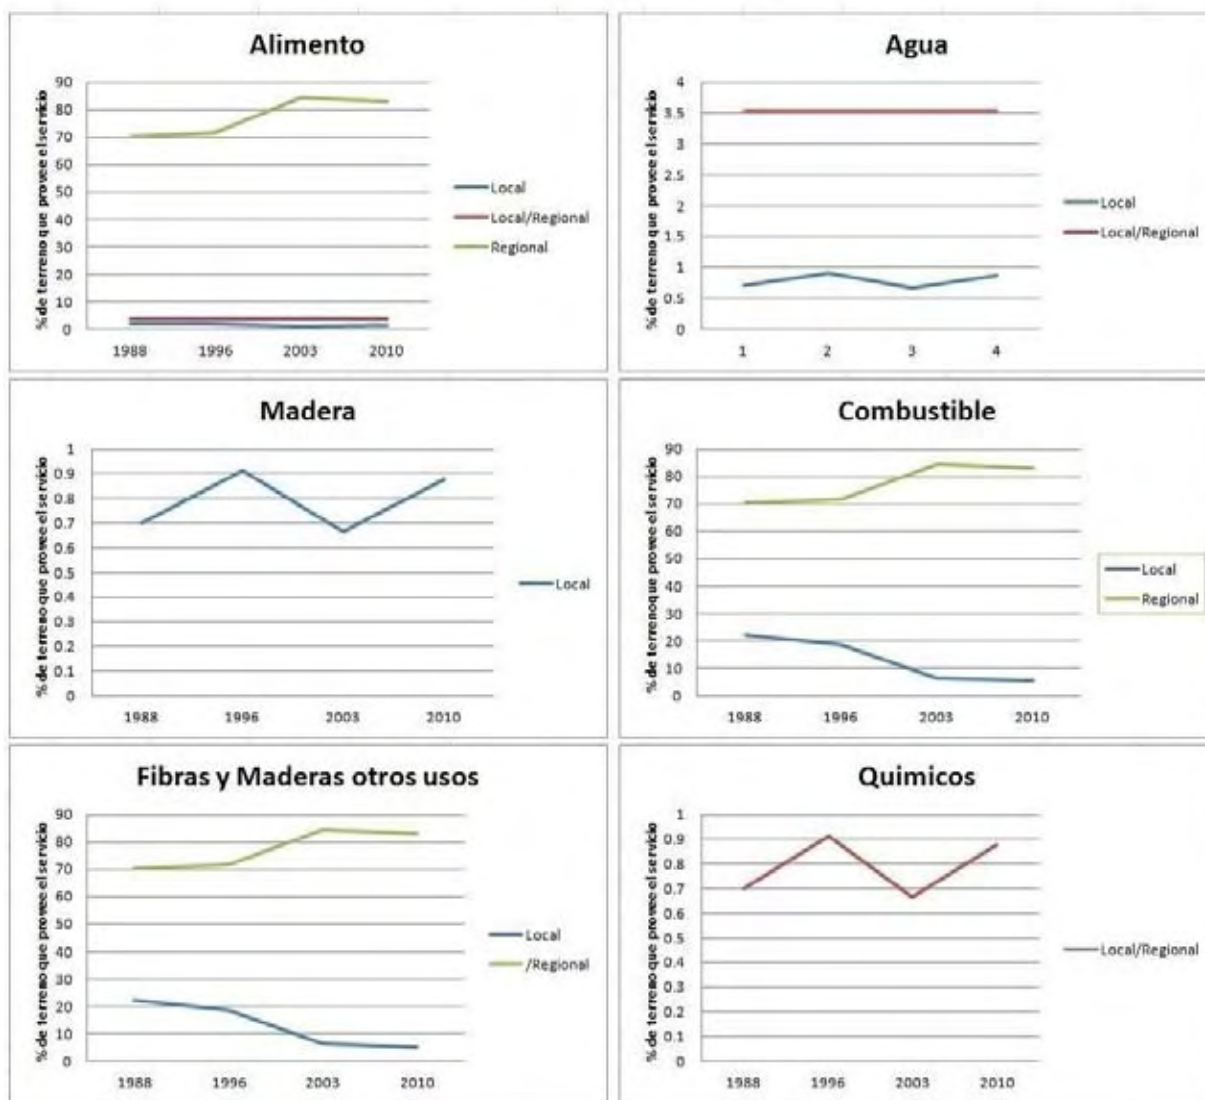 Alimento
% de terreno que provee el servicio
90
80
70
60
50
40
30
20
10
0
1988 1996 2003 2010
Local
Local/Regional
Regional
Agua
% de terreno que provee el servicio
4
3.5
3
2.5
2
1.5
1
0.5
0
1 2 3 4
Local
Local/Regional
Madera
% de terreno que provee el servicio
1
0.9
0.8
0.7
0.6
0.5
0.4
0.3
0.2
0.1
0
1988 1996 2003 2010
Local
Combustible
% de terreno que provee el servicio
90
80
70
60
50
40
30
20
10
0
1988 1996 2003 2010
Local
Regional
Fibras y Maderas otros usos
% de terreno que provee el servicio
90
80
70
60
50
40
30
20
10
0
1988 1996 2003 2010
Local
/Regional
Quimicos
% de terreno que provee el servicio
1
0.9
0.8
0.7
0.6
0.5
0.4
0.3
0.2
0.1
0
1988 1996 2003 2010
Local/Regional